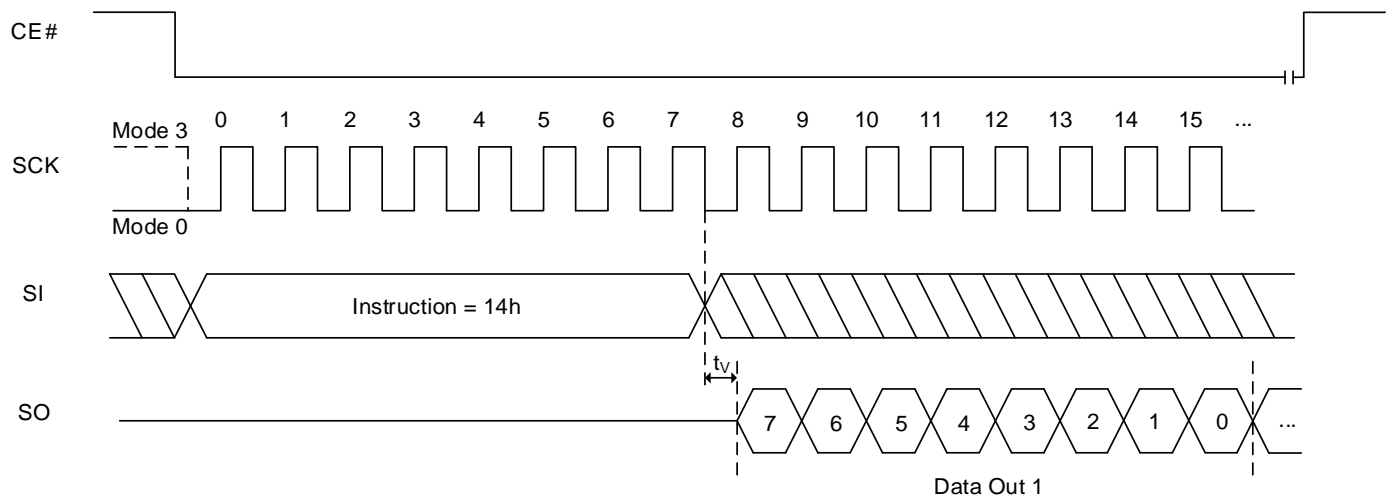 CE#
0 1 2 3 4 5 6 7 8 9 10 11 12 13 14 15 ...
Mode 3
SCK
Mode 0
SI
Instruction = 14h
tV
SO
7 6 5 4 3 2 1 0 ...
Data Out 1